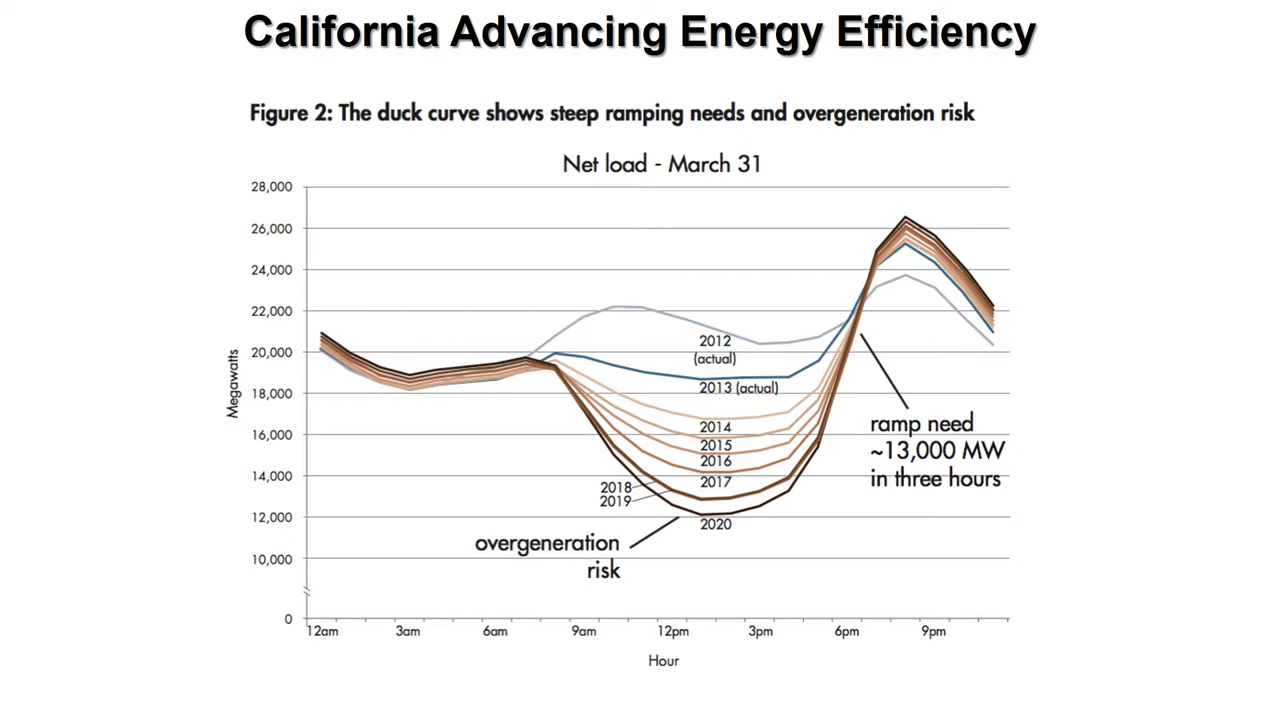 California Advancing Energy Efficiency
Figure 2: The duck curve shows steep ramping needs and overgeneration risk
Net load - March 31
28,000
26,000
24,000
22,000
20,000
18,000
16,000
14,000
12,000
10,000
0
Megawatts
2012
(actual)
2013 (actual)
2014
2015
2016
2017
2018
2019
2020
ramp need
~13,000 MW
in three hours
overgeneration
risk
12am 3am 6am 9am 12pm 3pm 6pm 9pm
Hour